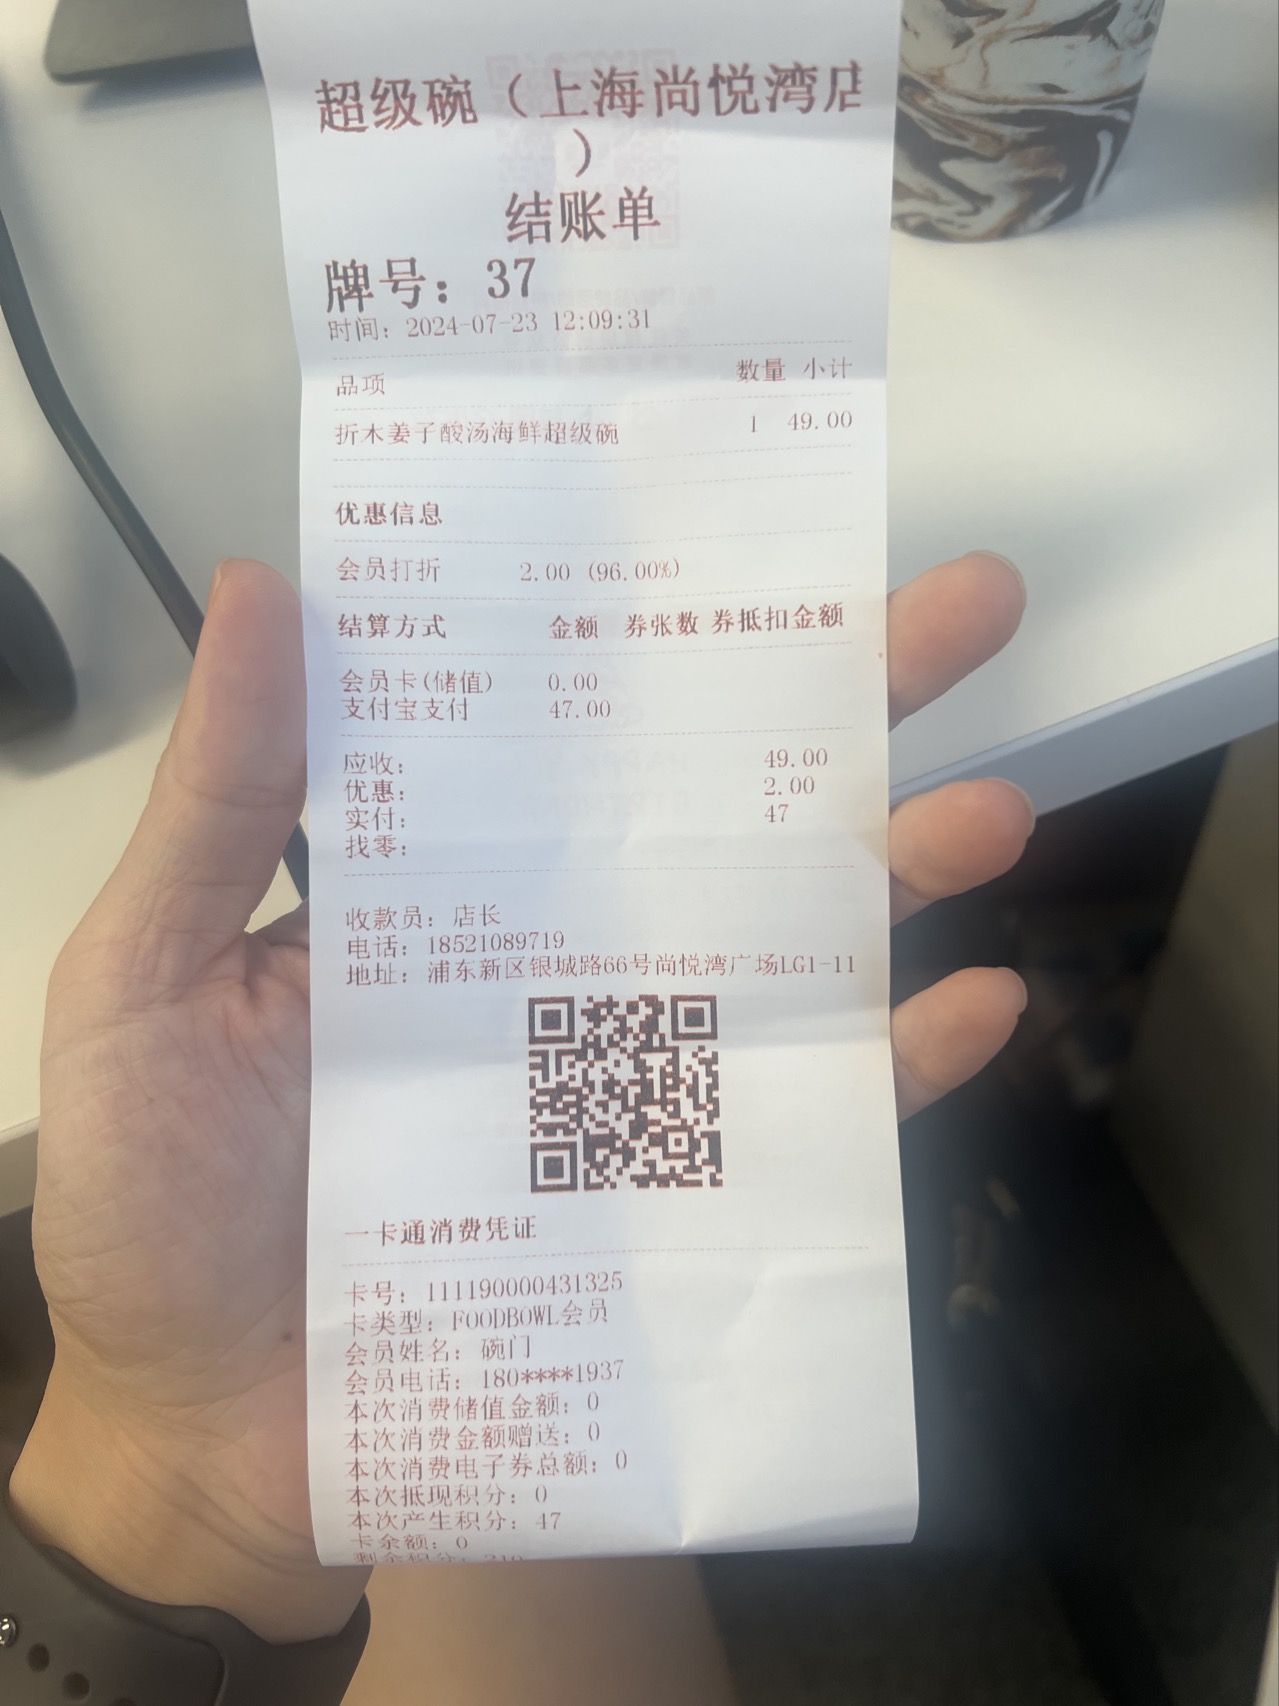 超级碗（上海尚悦湾店
）
结账单
牌号：37
时间：2024-07-23 12:09:31
品项 数量 小计
折木姜子酸汤海鲜超级碗 1 49.00
优惠信息
会员打折 2.00 (96.00%)
结算方式 金额 券张数 券抵扣金额
会员卡(储值) 0.00
支付宝支付 47.00
应收： 49.00
优惠： 2.00
实付： 47
找零：
收款员：店长
电话：18521089719
地址：浦东新区银城路66号尚悦湾广场LG1-11
一卡通消费凭证
卡号：111190000431325
卡类型：FOODBOWL会员
会员姓名：碗门
会员电话：180****1937
本次消费储值金额：0
本次消费金额赠送：0
本次消费电子券总额：0
本次抵现积分：0
本次产生积分：47
卡余额：0
剩余积分：